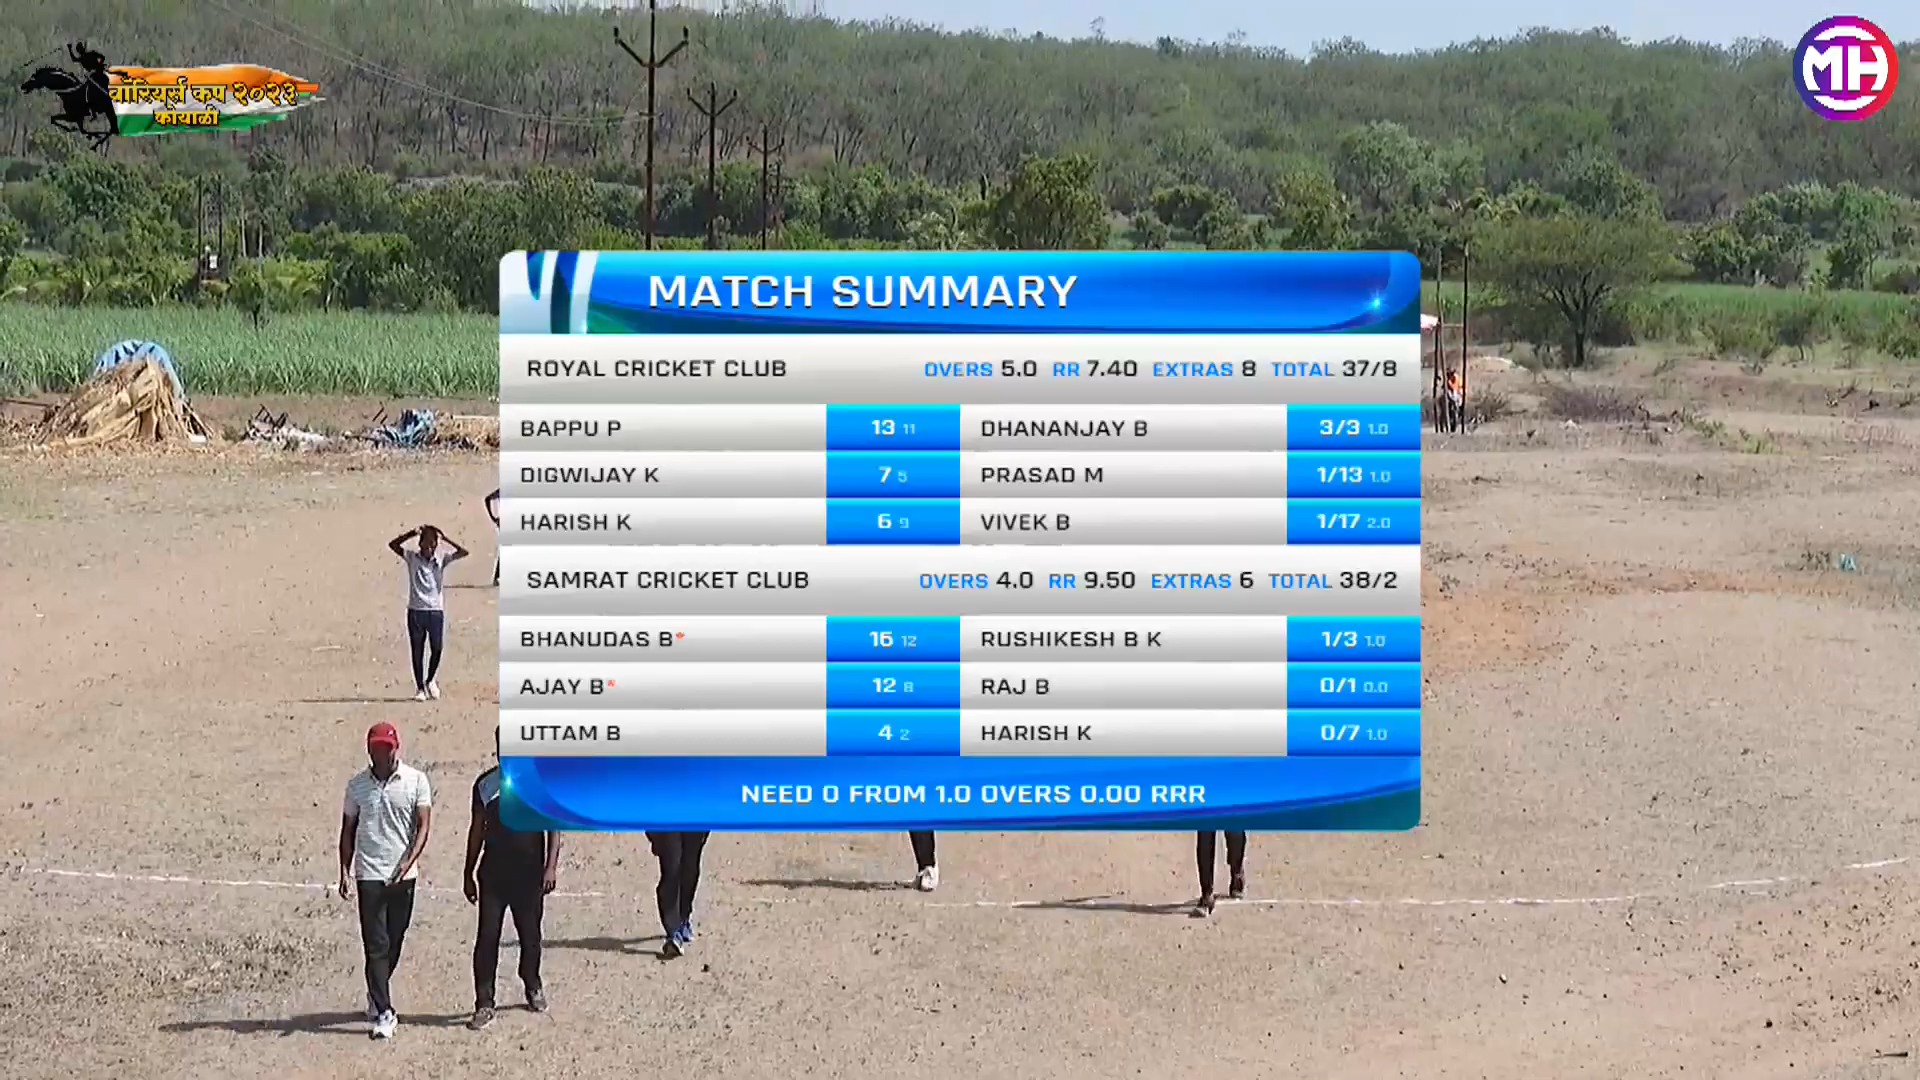 वॉरियर्स कप २०२३
कोयाळी
MH
MATCH SUMMARY
ROYAL CRICKET CLUB OVERS 5.0 RR 7.40 EXTRAS 8 TOTAL 37/8
BAPPU P 13 11 DHANANJAY B 3/3 1.0
DIGWIJAY K 7 5 PRASAD M 1/13 1.0
HARISH K 6 9 VIVEK B 1/17 2.0
SAMRAT CRICKET CLUB OVERS 4.0 RR 9.50 EXTRAS 6 TOTAL 38/2
BHANUDAS B* 16 12 RUSHIKESH B K 1/3 1.0
AJAY B* 12 8 RAJ B 0/1 0.0
UTTAM B 4 2 HARISH K 0/7 1.0
NEED 0 FROM 1.0 OVERS 0.00 RRR